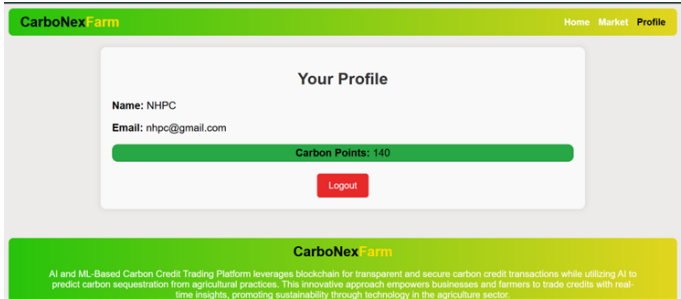 CarboNexFarm
Home Market Profile
Your Profile
Name: NHPC
Email: nhpc@gmail.com
Carbon Points: 140
Logout
CarboNexFarm
AI and ML-Based Carbon Credit Trading Platform leverages blockchain for transparent and secure carbon credit transactions while utilizing AI to
predict carbon sequestration from agricultural practices. This innovative approach empowers businesses and farmers to trade credits with real-
time insights, promoting sustainability through technology in the agriculture sector.